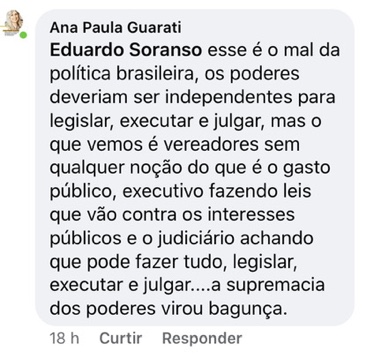 Ana Paula Guarati
Eduardo Soranso esse é o mal da
política brasileira, os poderes
deveriam ser independentes para
legislar, executar e julgar, mas o
que vemos é vereadores sem
qualquer noção do que é o gasto
público, executivo fazendo leis
que vão contra os interesses
públicos e o judiciário achando
que pode fazer tudo, legislar,
executar e julgar....a supremacia
dos poderes virou bagunça.
18 h Curtir Responder